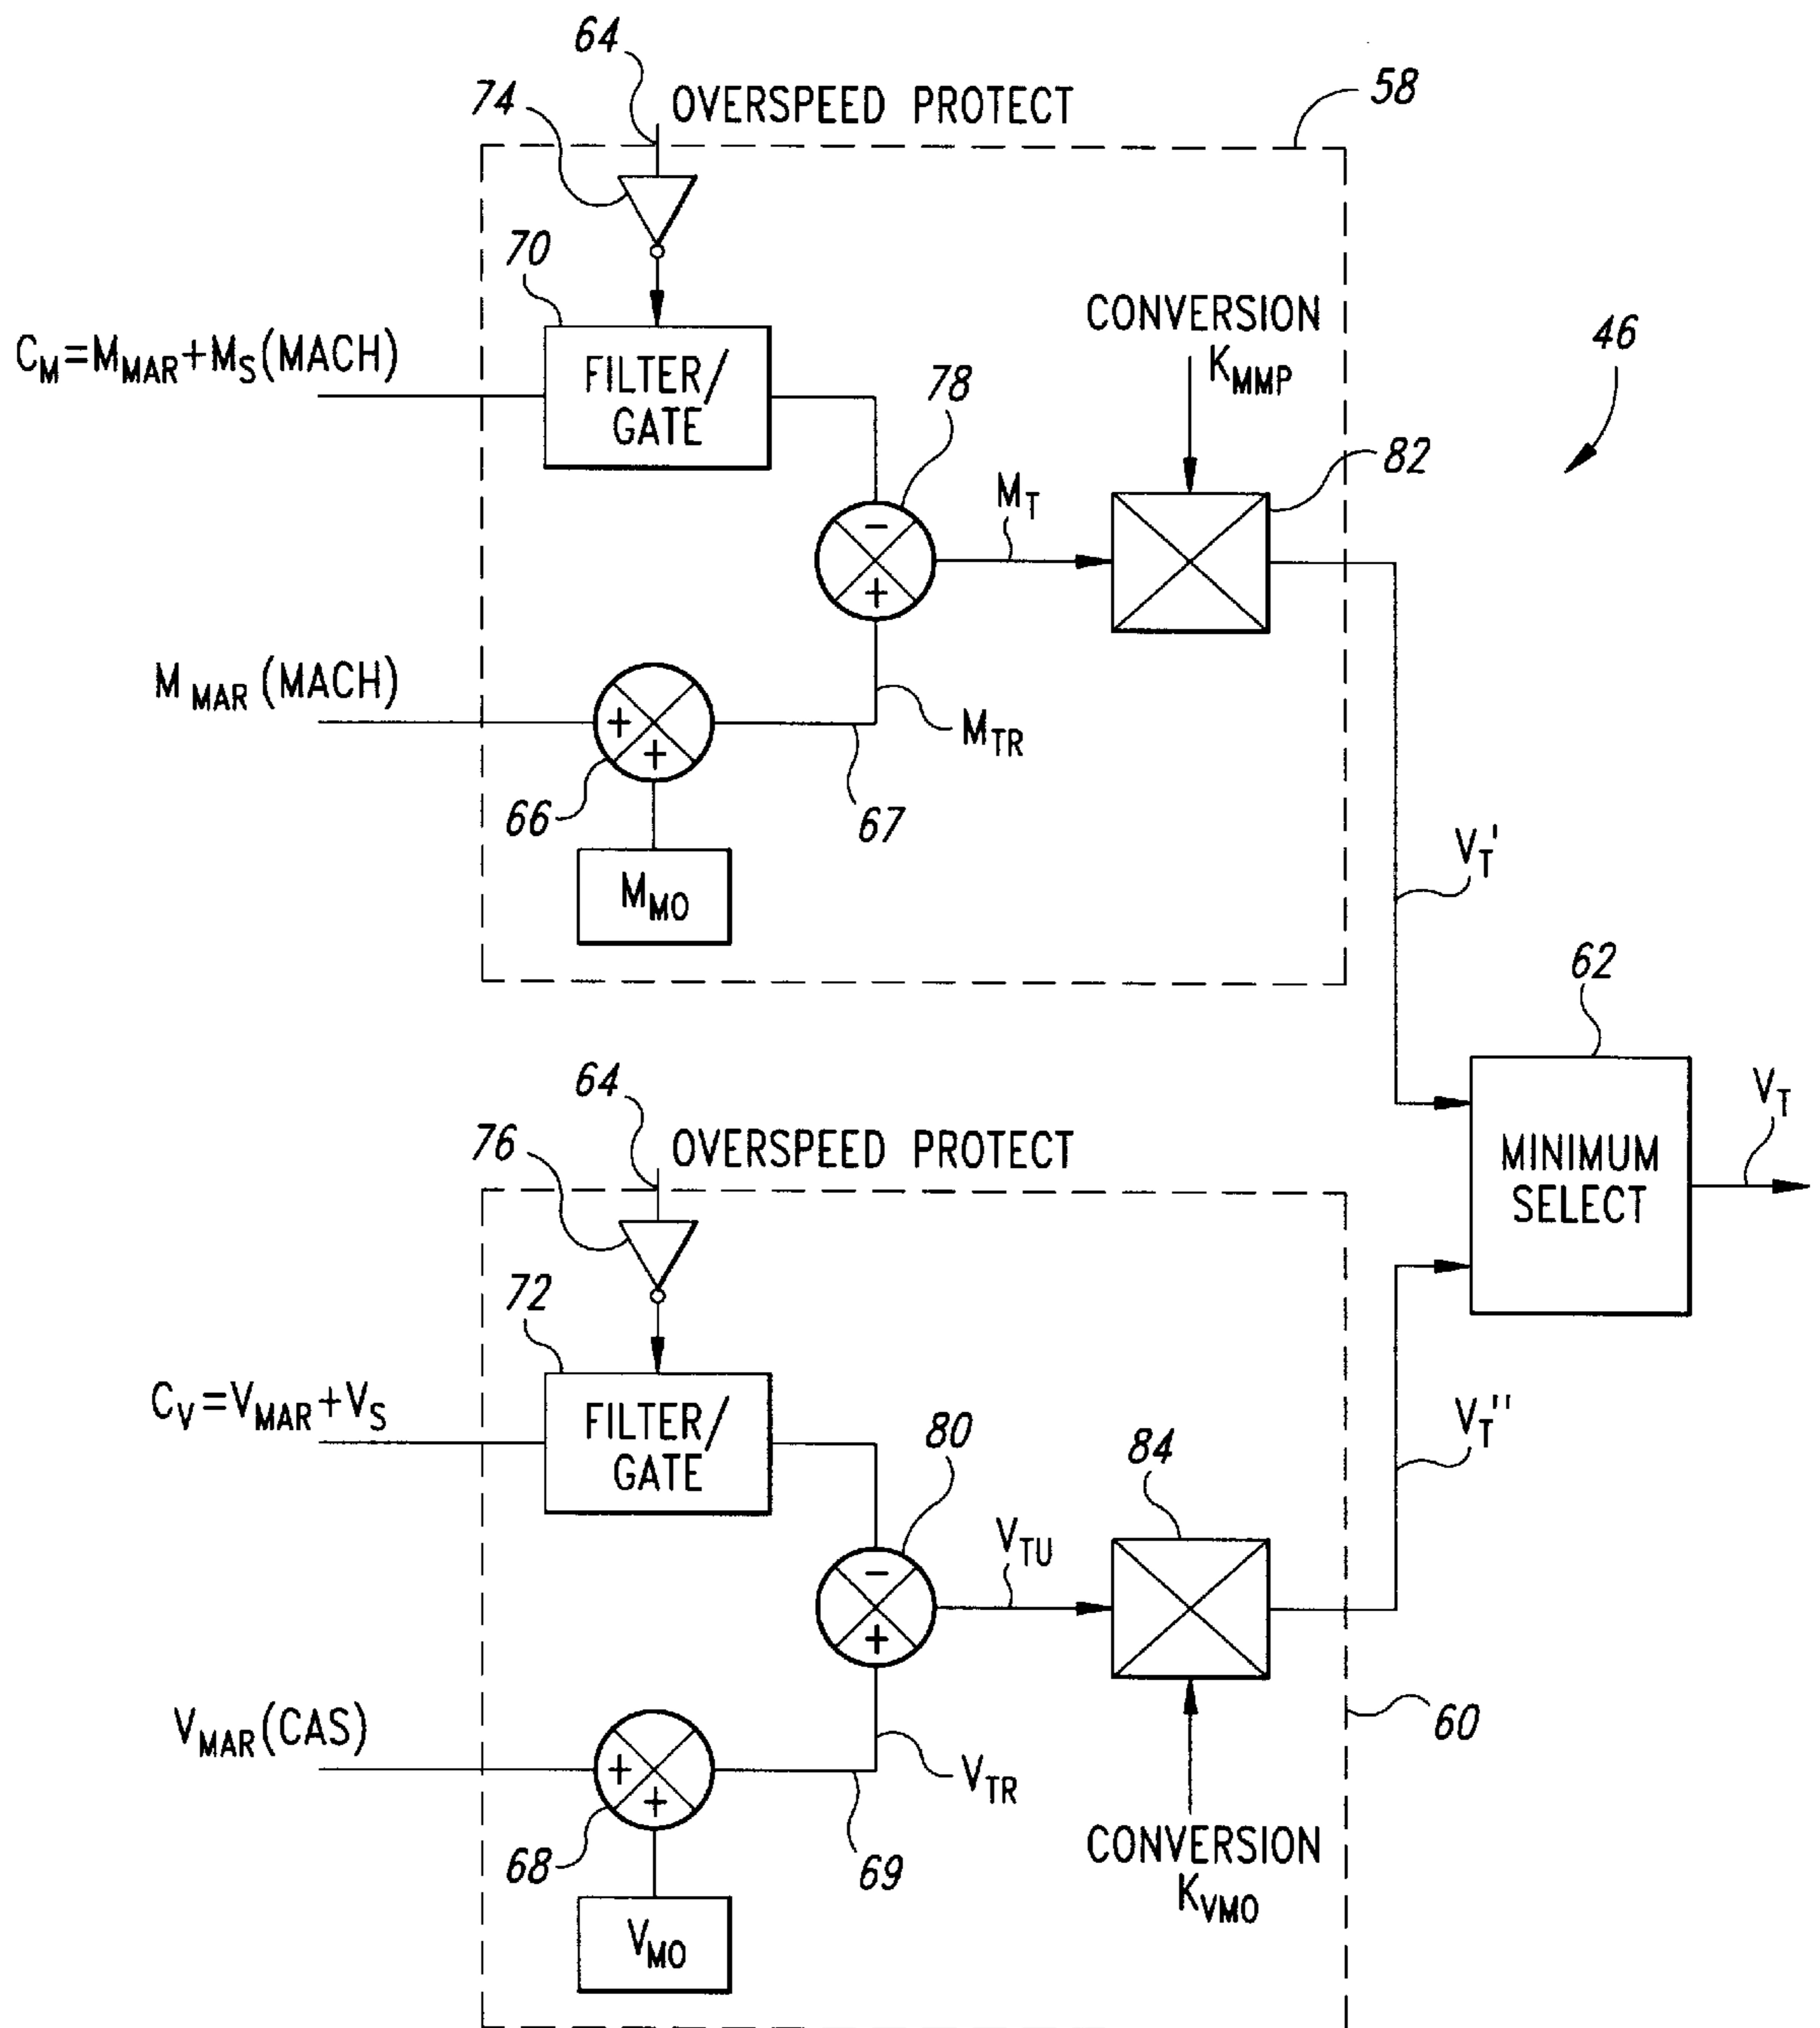 64
OVERSPEED PROTECT
58
74
70
C_M=M_MAR+M_S(MACH)
FILTER/
GATE
CONVERSION
K_MMP
46
78
82
M_T
M_MAR(MACH)
-
+
+
+
M_TR
66
67
M_MO
V_T'
62
64
OVERSPEED PROTECT
76
V_T
MINIMUM
SELECT
72
C_V=V_MAR+V_S
FILTER/
GATE
80
84
V_T''
V_TU
-
+
V_MAR(CAS)
60
+
+
V_TR
68
69
CONVERSION
K_VMO
V_MO